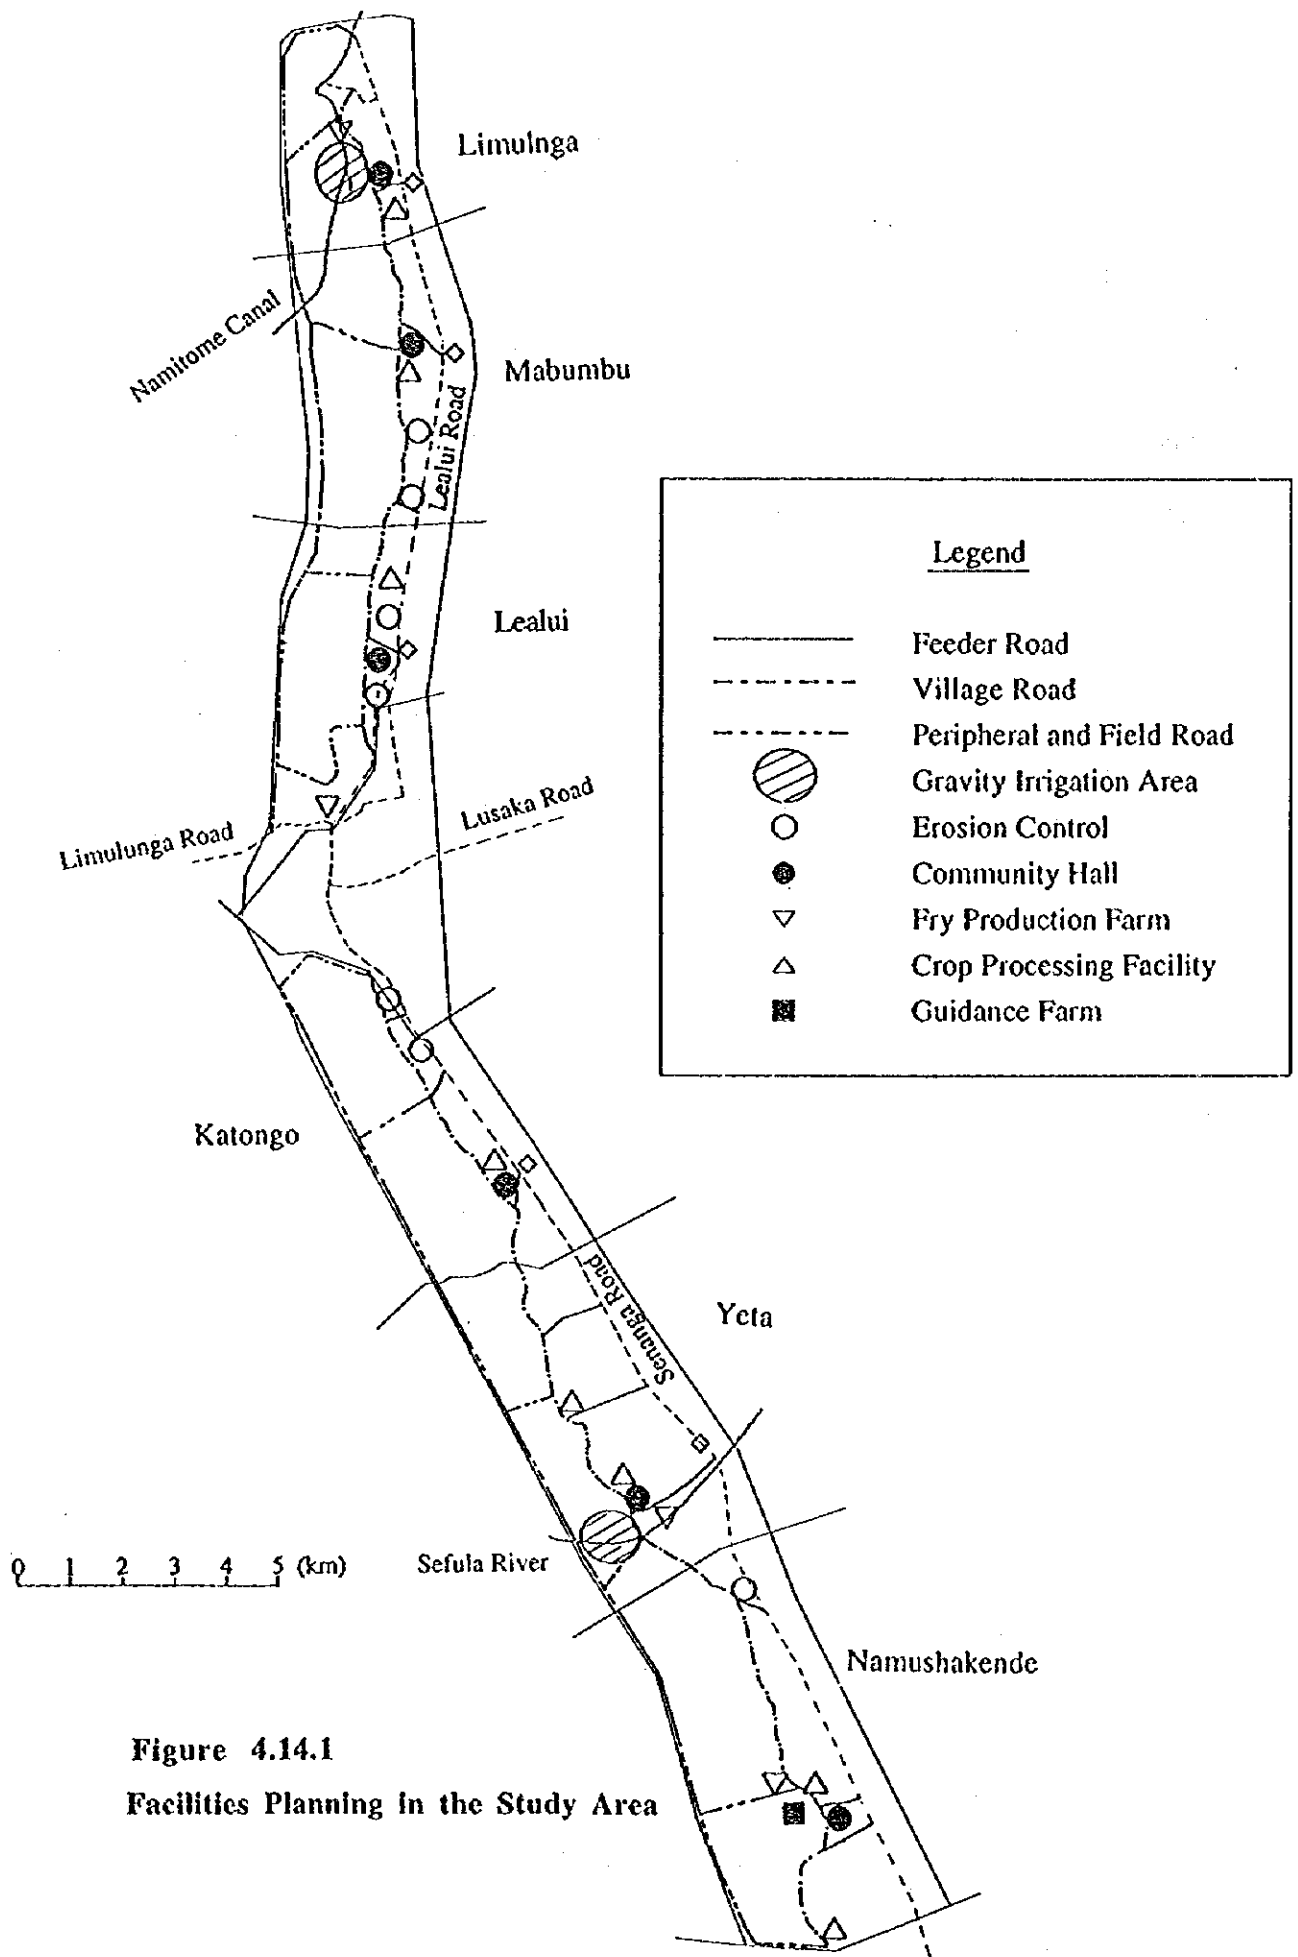 Limulnga
Namitome Canal
Mabumbu
Lealui Road
Legend
Feeder Road
Village Road
Peripheral and Field Road
Gravity Irrigation Area
Erosion Control
Community Hall
Fry Production Farm
Crop Processing Facility
Guidance Farm
Lealui
Limulunga Road
Lusaka Road
Katongo
Senanga Road
Yeta
0 1 2 3 4 5 (km)
Sefula River
Namushakende
Figure 4.14.1
Facilities Planning in the Study Area